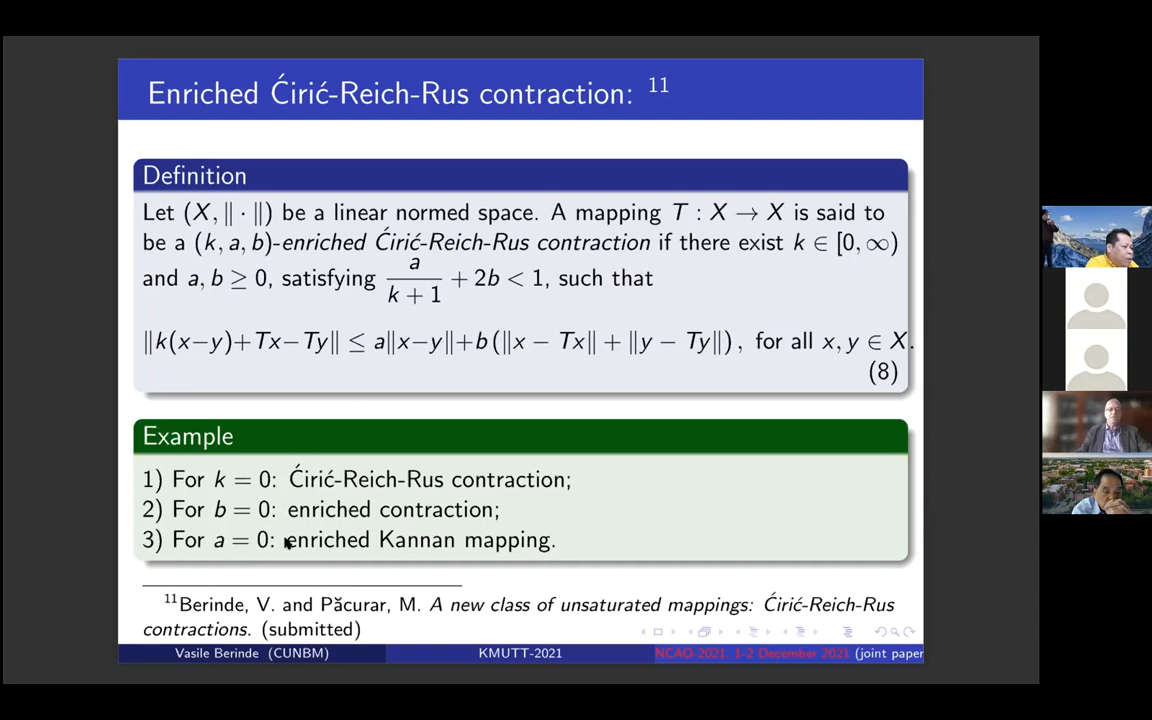 Enriched Ćirić-Reich-Rus contraction: 11
Definition
Let (X, ‖ · ‖) be a linear normed space. A mapping T : X → X is said to
be a (k, a, b)-enriched Ćirić-Reich-Rus contraction if there exist k ∈ [0, ∞)
and a, b ≥ 0, satisfying a/(k + 1) + 2b < 1, such that
‖k(x−y)+Tx−Ty‖ ≤ a‖x−y‖+b (‖x − Tx‖ + ‖y − Ty‖) , for all x, y ∈ X.
(8)
Example
1) For k = 0: Ćirić-Reich-Rus contraction;
2) For b = 0: enriched contraction;
3) For a = 0: enriched Kannan mapping.
11Berinde, V. and Păcurar, M. A new class of unsaturated mappings: Ćirić-Reich-Rus
contractions. (submitted)
Vasile Berinde (CUNBM) KMUTT-2021 NCAO-2021, 1-2 December 2021 (joint paper